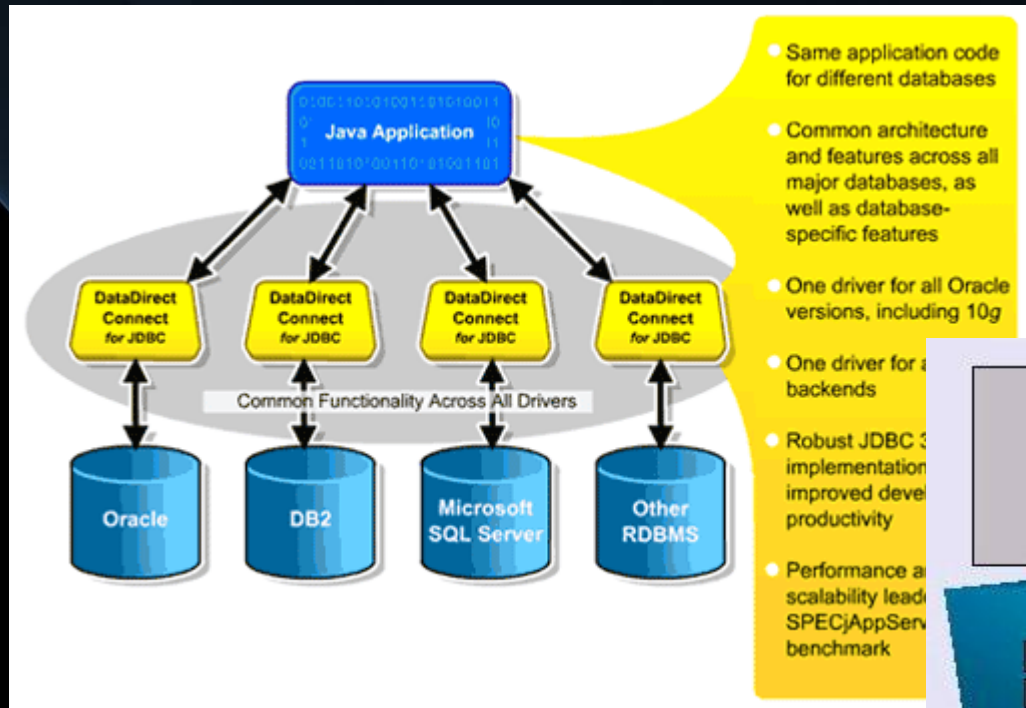 Java Application
DataDirect
Connect
for JDBC
DataDirect
Connect
for JDBC
DataDirect
Connect
for JDBC
DataDirect
Connect
for JDBC
Common Functionality Across All Drivers
Oracle
DB2
Microsoft
SQL Server
Other
RDBMS
Same application code
for different databases
Common architecture
and features across all
major databases, as
well as database-
specific features
One driver for all Oracle
versions, including 10g
One driver for
backends
Robust JDBC
implementation
improved
productivity
Performance
scalability
benchmark